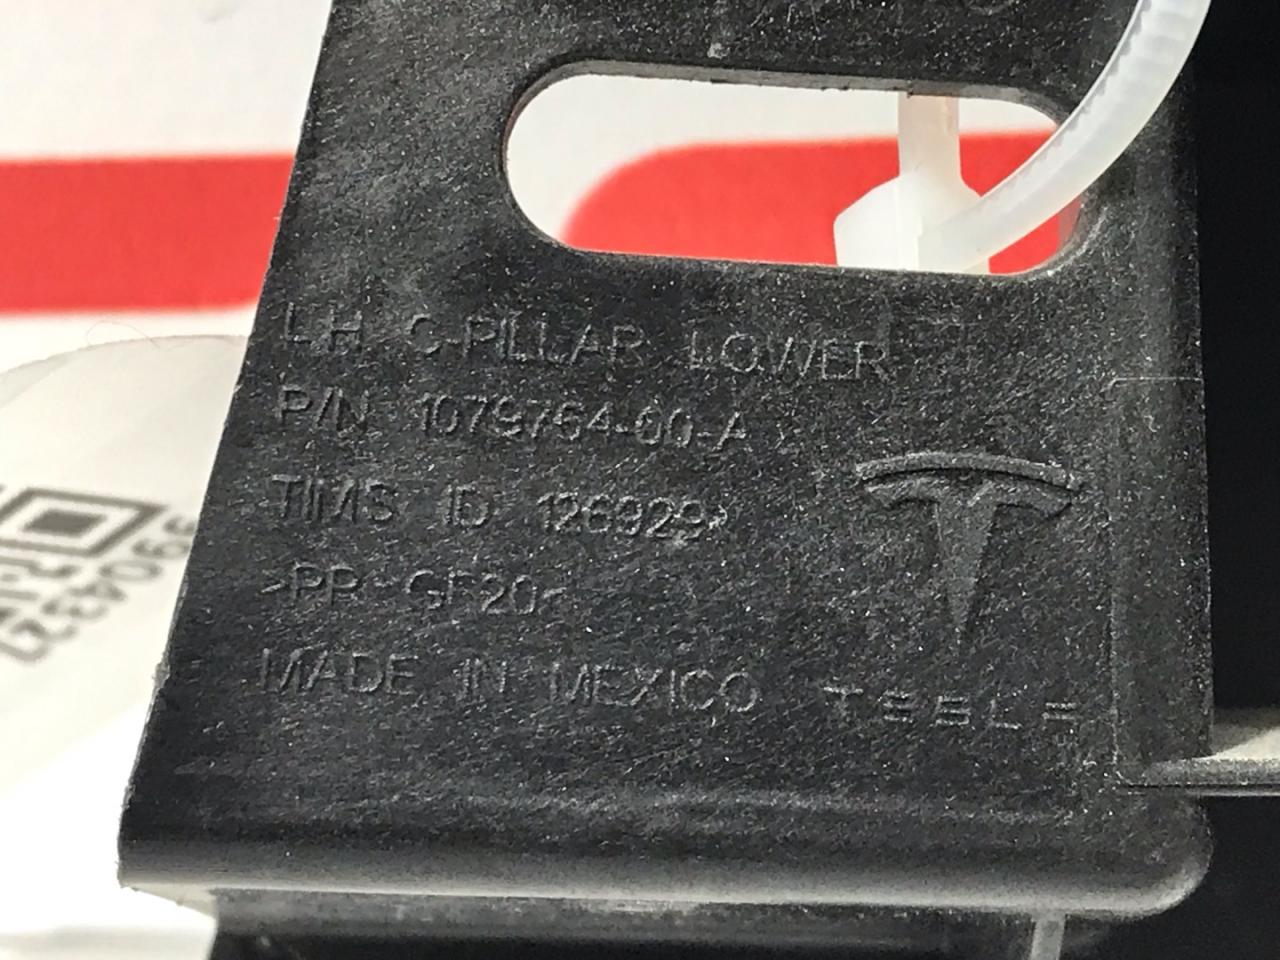 LH C-PILLAR LOWER
P/N 1079764-00-A
TIMS ID 126929
>PP GF20<
MADE IN MEXICO
TESLA